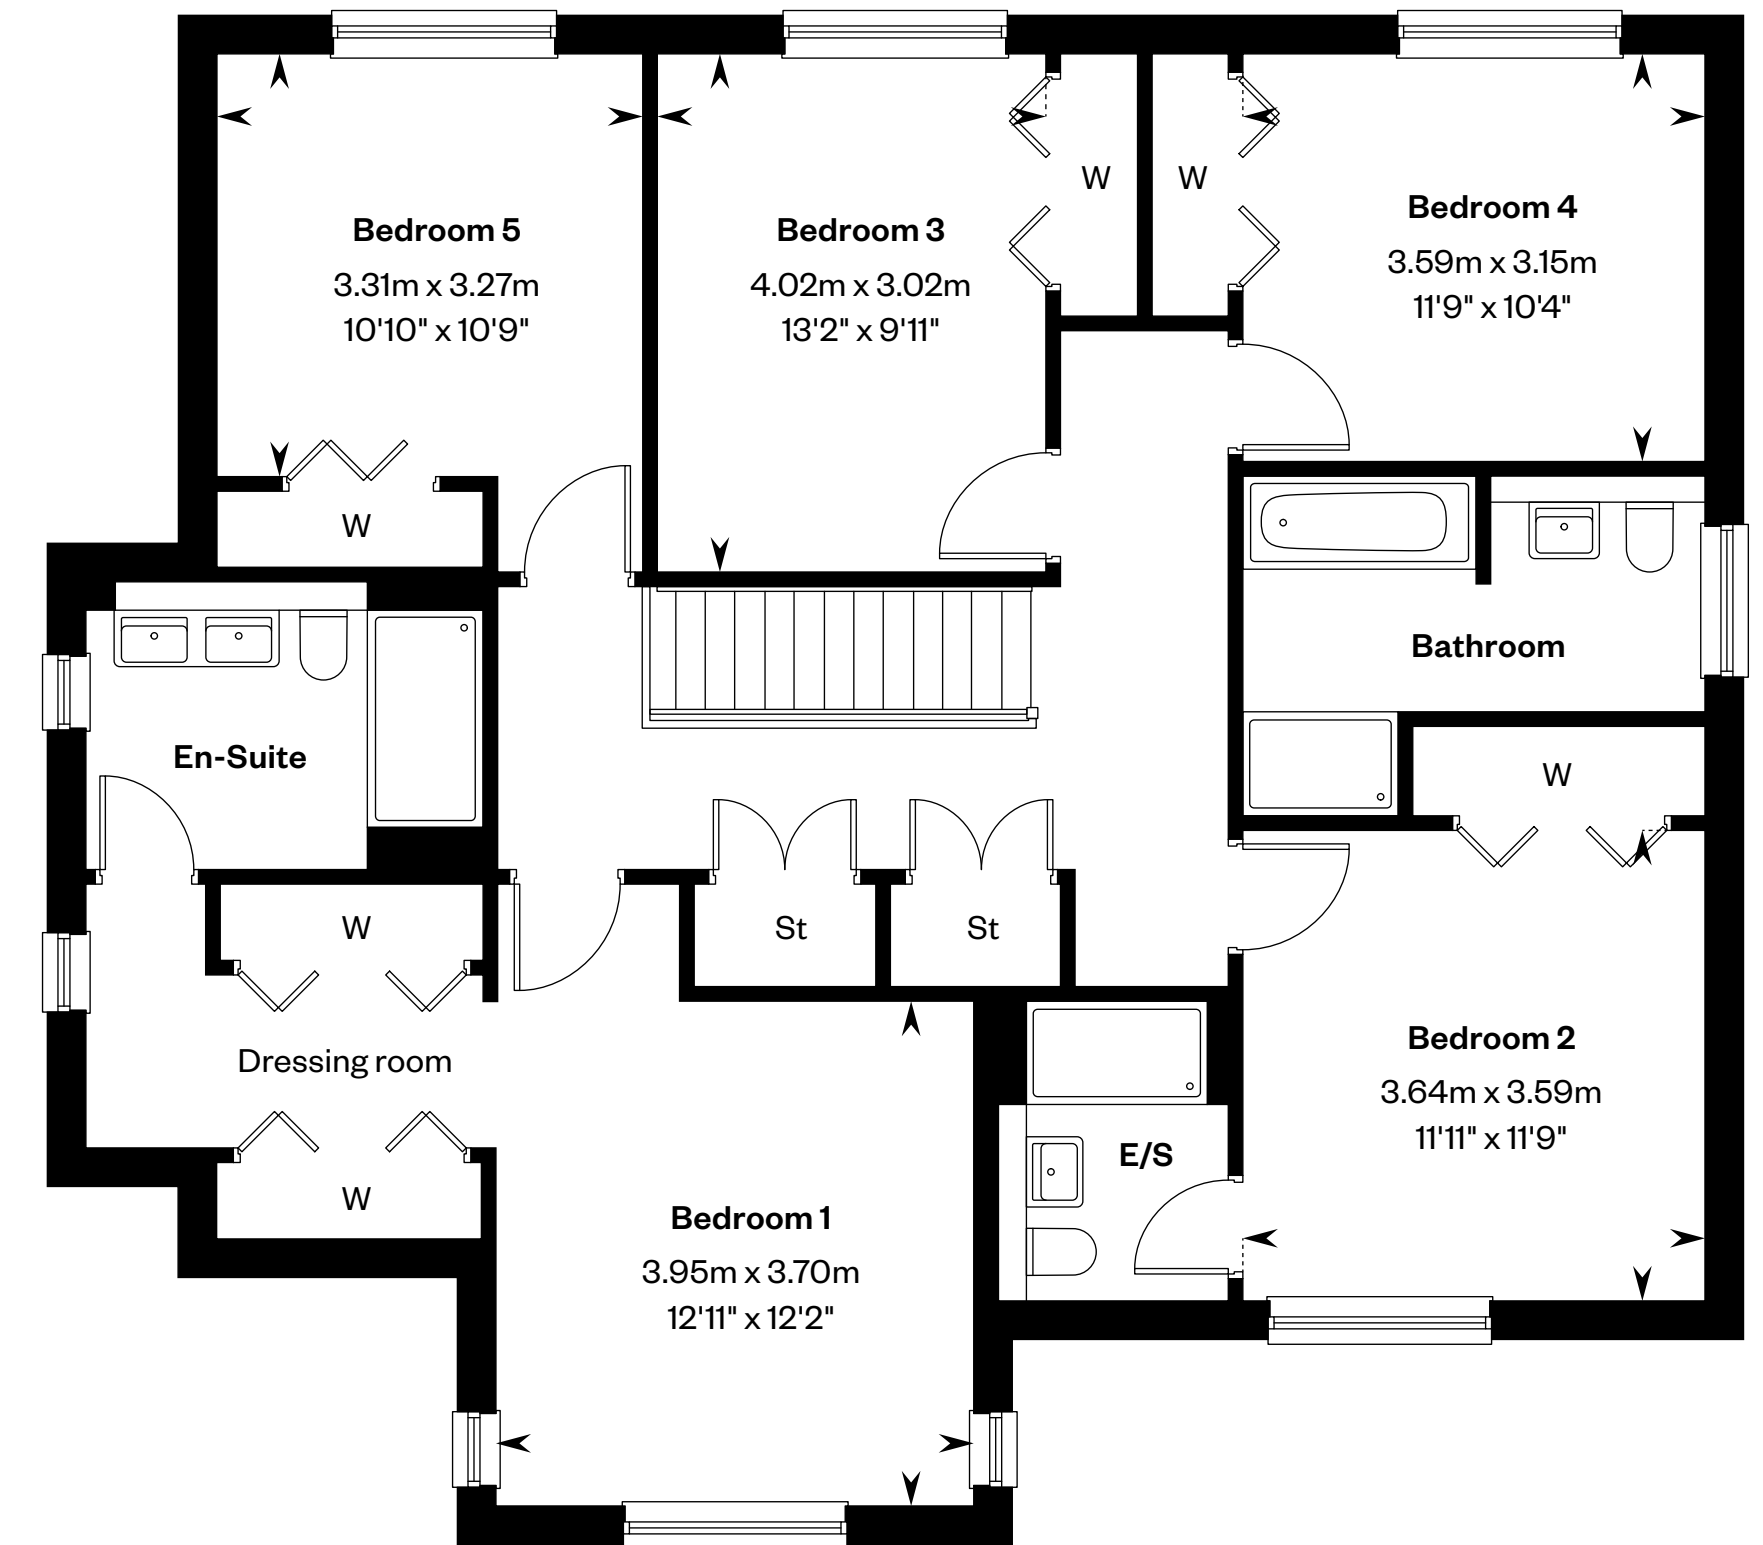 Bedroom 5
3.31m x 3.27m
10'10" x 10'9"
W
Bedroom 3
4.02m x 3.02m
13'2" x 9'11"
W
W
Bedroom 4
3.59m x 3.15m
11'9" x 10'4"
Bathroom
En-Suite
W
W
St
St
Dressing room
W
Bedroom 1
3.95m x 3.70m
12'11" x 12'2"
E/S
Bedroom 2
3.64m x 3.59m
11'11" x 11'9"